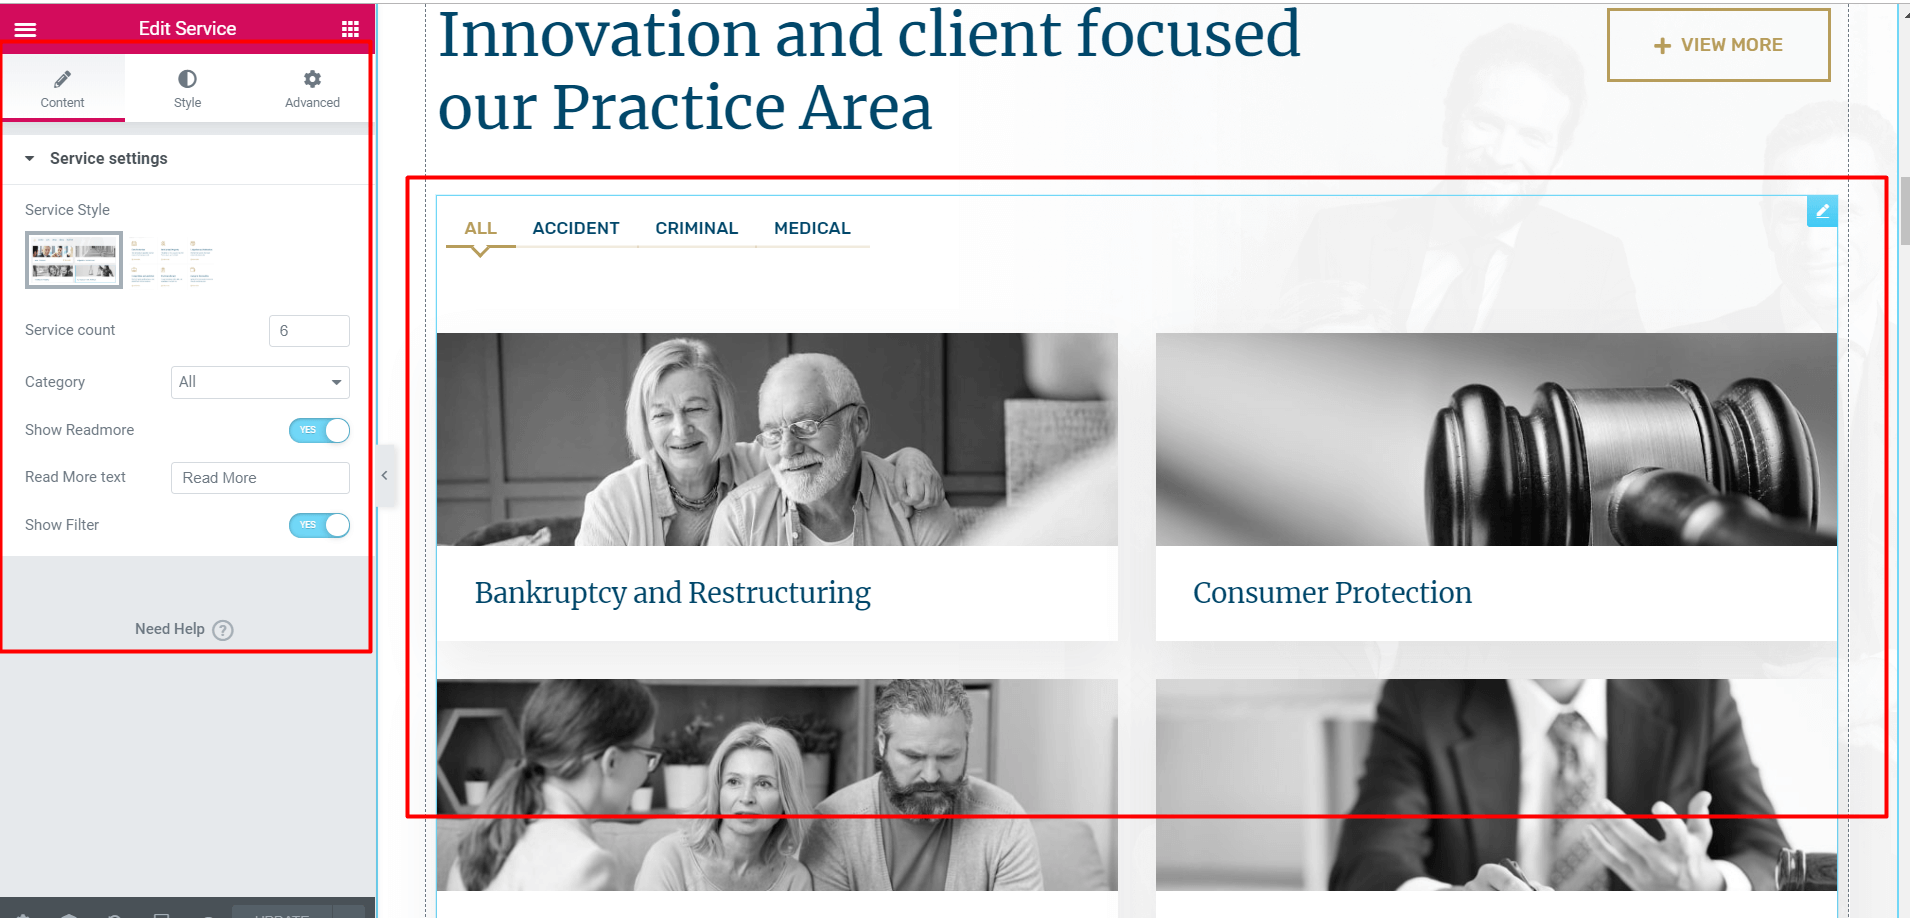 Edit Service
Content
Style
Advanced
Service settings
Service Style
Service count
6
Category
All
Show Readmore
YES
Read More text
Read More
Show Filter
YES
Need Help ?
UPDATE
Innovation and client focused
our Practice Area
+ VIEW MORE
ALL
ACCIDENT
CRIMINAL
MEDICAL
Bankruptcy and Restructuring
Consumer Protection